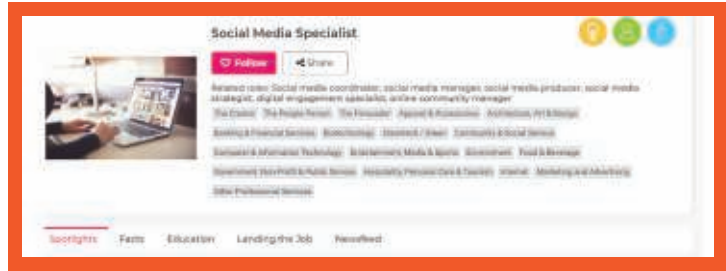 Social Media Specialist
Follow
Share
Related roles: Social media coordinator, social media manager, social media producer, social media
strategist, digital engagement specialist, online community manager
The Creator The People Person The Persuader Apparel & Accessories Architecture, Art & Design
Banking & Financial Services Biotechnology Cleantech / Green Community & Social Service
Computer & Information Technology Entertainment, Media & Sports Environment Food & Beverage
Government, Non-Profit & Public Service Hospitality, Personal Care & Tourism Internet Marketing and Advertising
Other Professional Services
Spotlights Facts Education Landing the Job Newsfeed